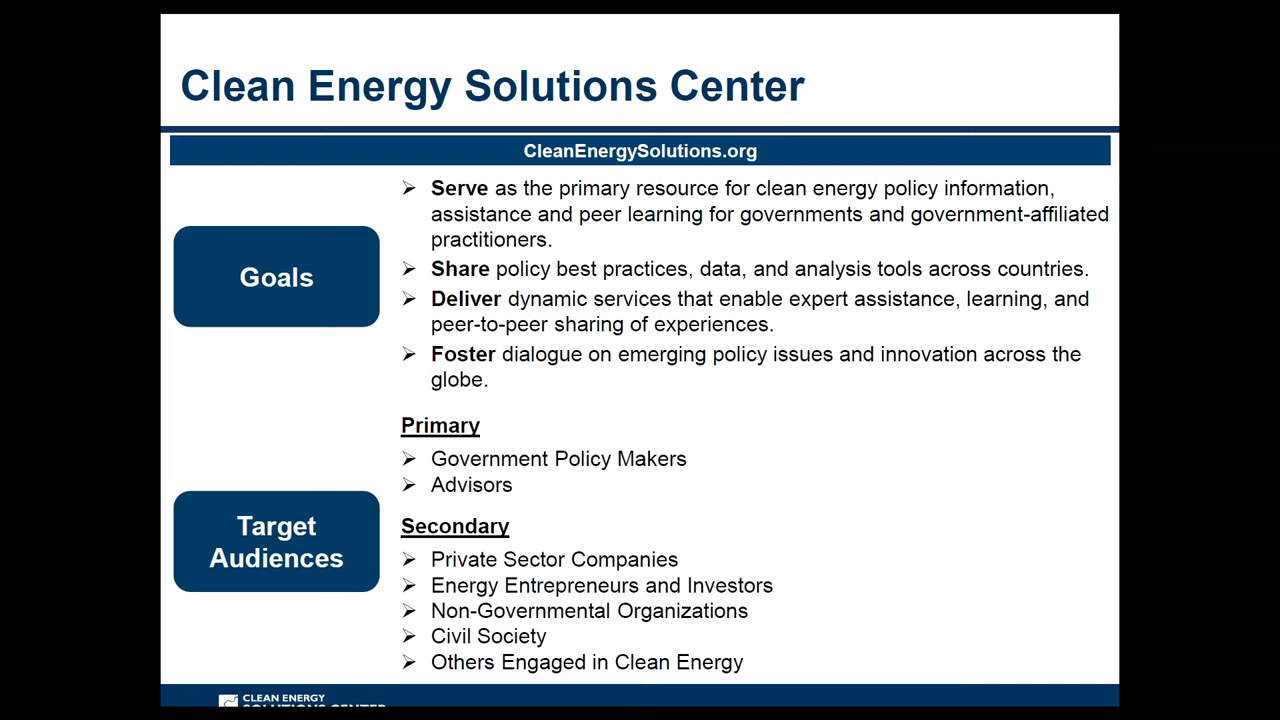 Clean Energy Solutions Center
CleanEnergySolutions.org
Goals
➢ Serve as the primary resource for clean energy policy information,
assistance and peer learning for governments and government-affiliated
practitioners.
➢ Share policy best practices, data, and analysis tools across countries.
➢ Deliver dynamic services that enable expert assistance, learning, and
peer-to-peer sharing of experiences.
➢ Foster dialogue on emerging policy issues and innovation across the
globe.
Target
Audiences
Primary
➢ Government Policy Makers
➢ Advisors
Secondary
➢ Private Sector Companies
➢ Energy Entrepreneurs and Investors
➢ Non-Governmental Organizations
➢ Civil Society
➢ Others Engaged in Clean Energy
CLEAN ENERGY
SOLUTIONS CENTER